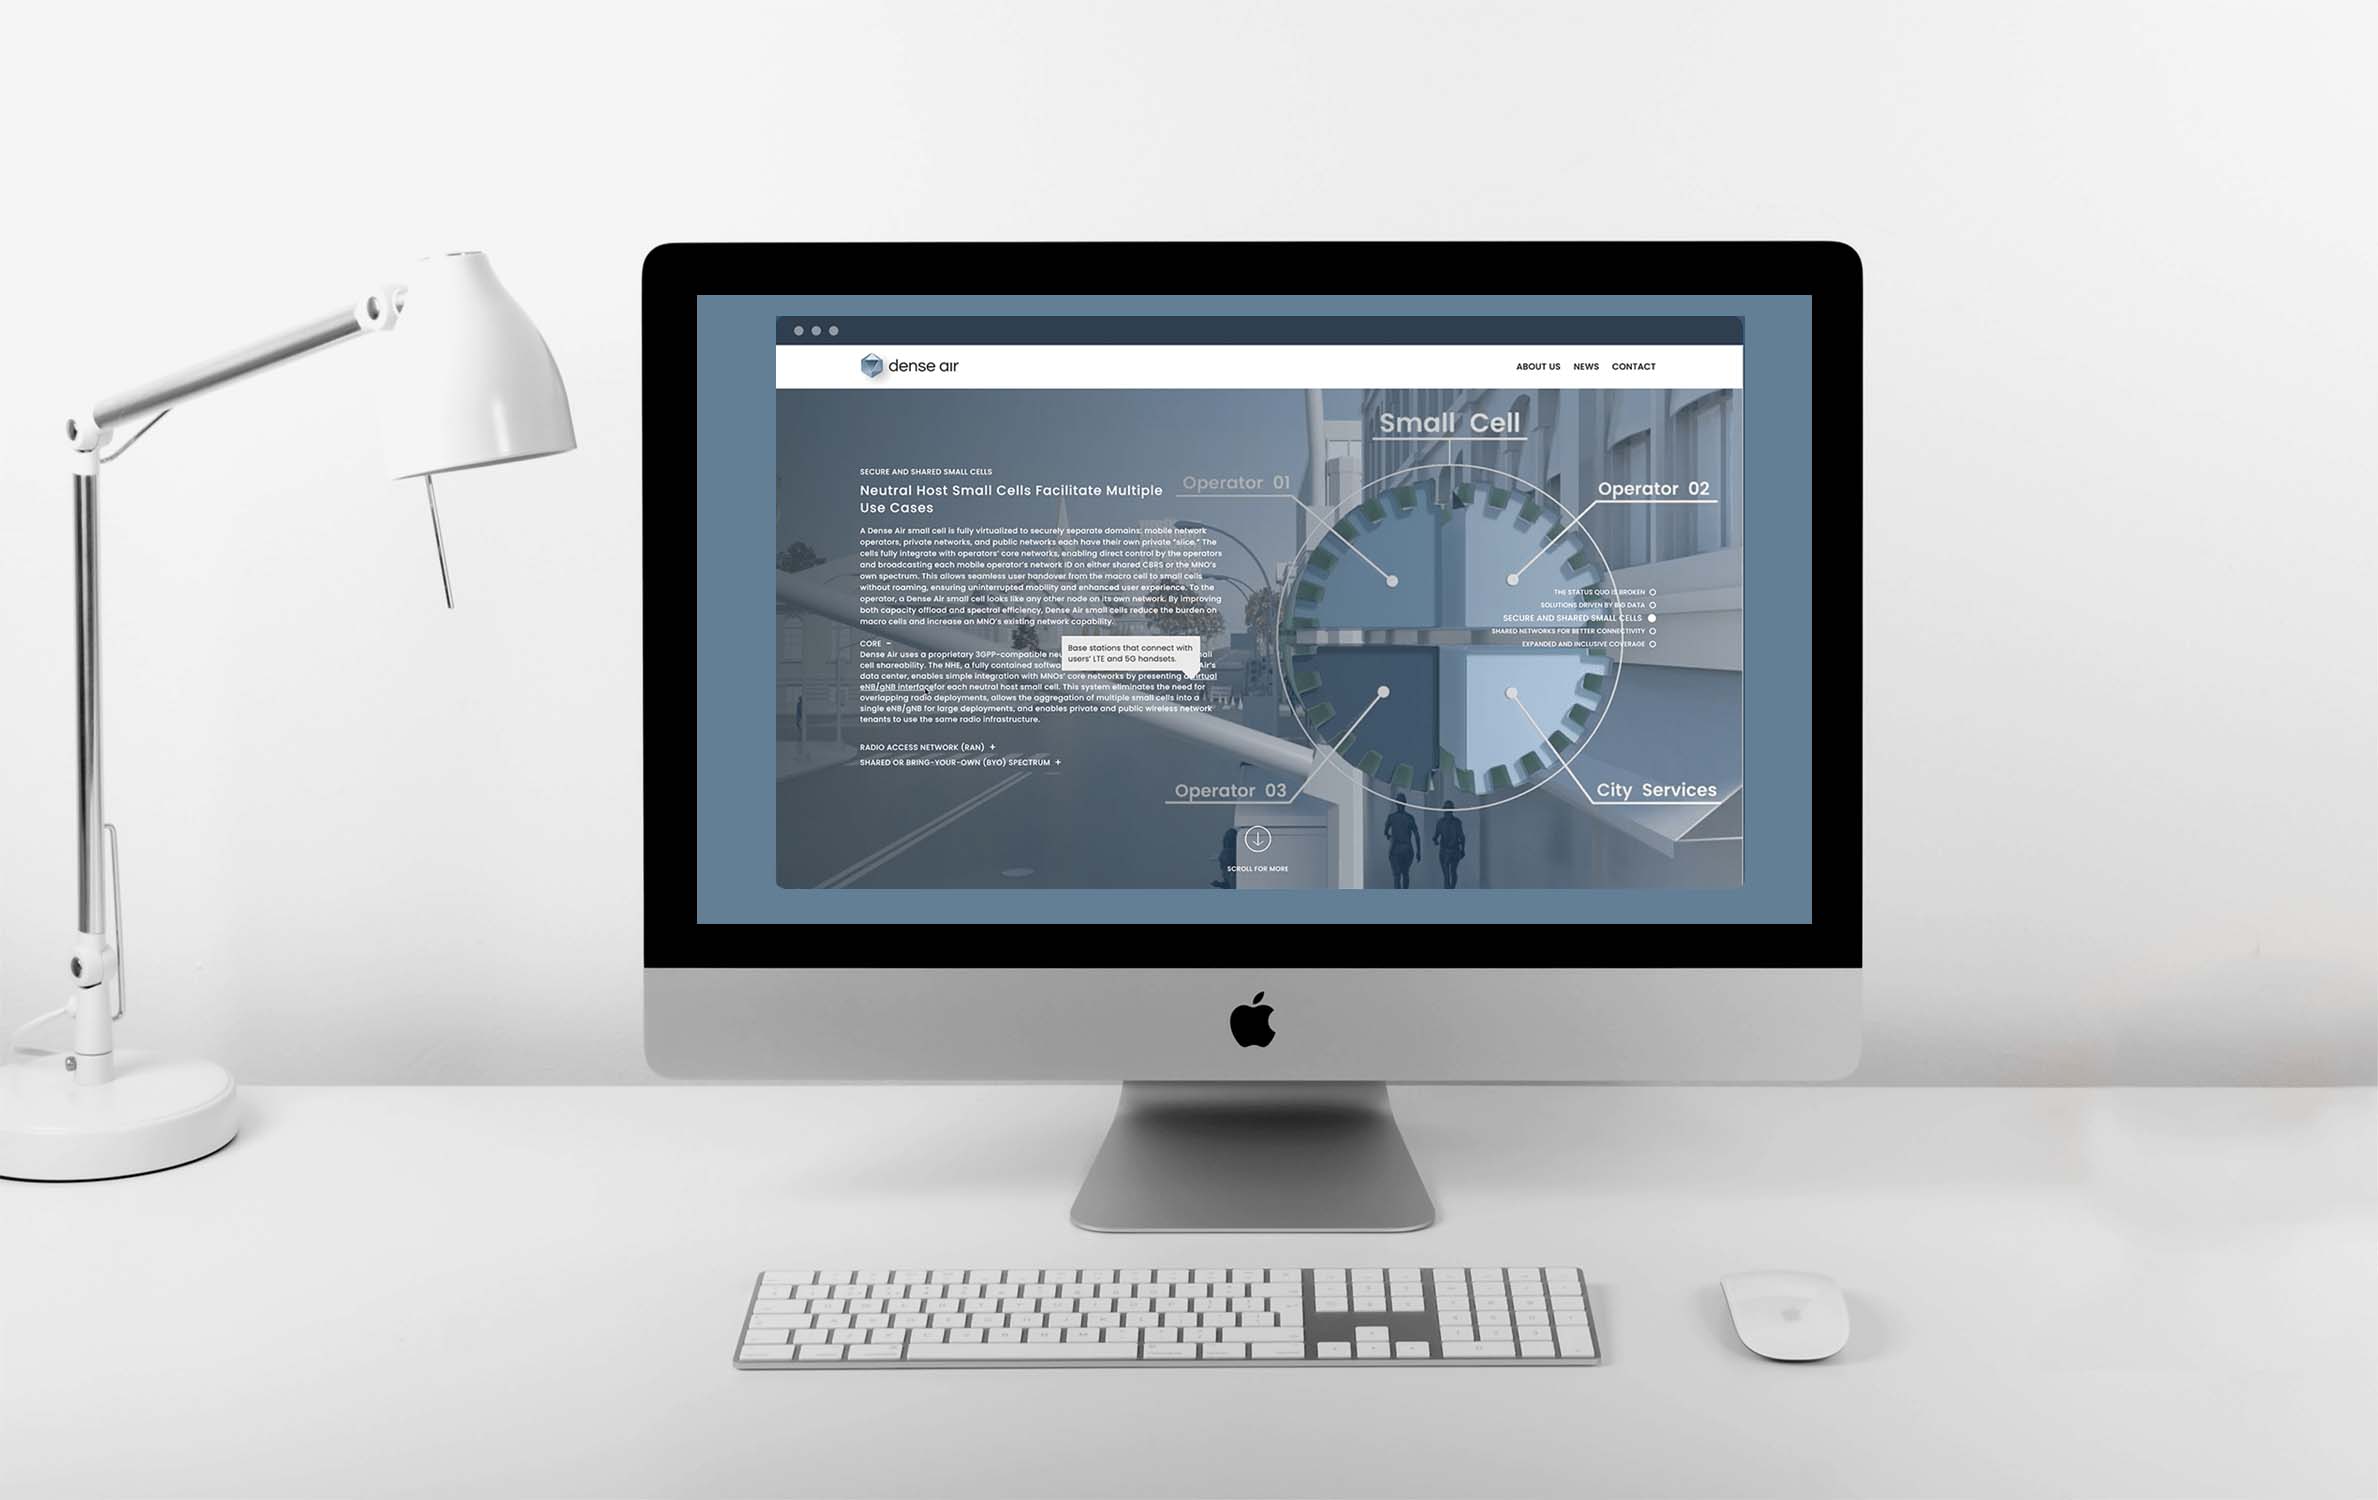 dense air
ABOUT US NEWS CONTACT
Small Cell
SECURE AND SHARED SMALL CELLS
Operator 01
Operator 02
Neutral Host Small Cells Facilitate Multiple
Use Cases
A Dense Air small cell is fully virtualized to securely separate domains: mobile network
operators, private networks, and public networks each have their own private “slice.” The
cells fully integrate with operators’ core networks, enabling direct control by the operators
and broadcasting each mobile operator’s network ID on either shared CBRS or the MNO’s
own spectrum. This allows seamless user handover from the macro cell to small cells
without roaming, ensuring uninterrupted mobility and enhanced user experience. To the
operator, a Dense Air small cell looks like any other node on its own network. By improving
both capacity offload and spectral efficiency, Dense Air small cells reduce the burden on
macro cells and increase an MNO’s existing network capability.
THE STATUS QUO IS BROKEN
SOLUTIONS DRIVEN BY BIG DATA
SECURE AND SHARED SMALL CELLS
SHARED NETWORKS FOR BETTER CONNECTIVITY
EXPANDED AND INCLUSIVE COVERAGE
CORE –
Base stations that connect with
users’ LTE and 5G handsets.
Dense Air uses a proprietary 3GPP-compatible
cell shareability. The NHE, a fully contained
data center, enables simple integration with MNOs’ core networks by presenting a virtual
eNB/gNB interface for each neutral host small cell. This system eliminates the need for
overlapping radio deployments, allows the aggregation of multiple small cells into a
single eNB/gNB for large deployments, and enables private and public wireless network
tenants to use the same radio infrastructure.
RADIO ACCESS NETWORK (RAN) +
SHARED OR BRING-YOUR-OWN (BYO) SPECTRUM +
Operator 03
City Services
SCROLL FOR MORE